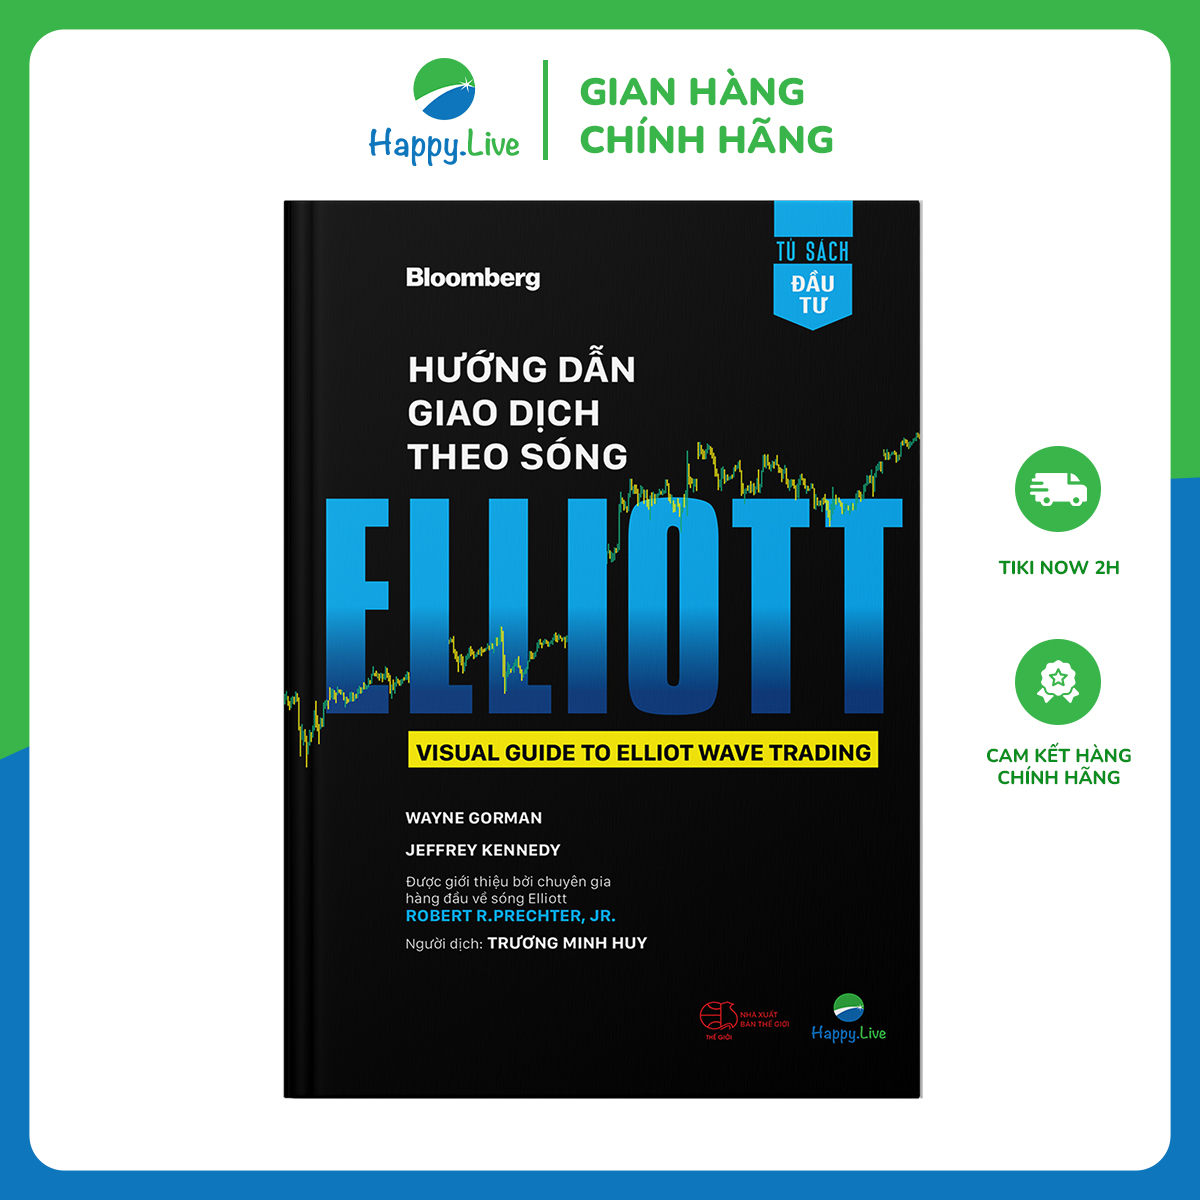 Happy.Live
GIAN HÀNG
CHÍNH HÃNG
TỦ SÁCH
ĐẦU
TƯ
Bloomberg
HƯỚNG DẪN
GIAO DỊCH
THEO SÓNG
ELLIOTT
VISUAL GUIDE TO ELLIOT WAVE TRADING
WAYNE GORMAN
JEFFREY KENNEDY
Được giới thiệu bởi chuyên gia
hàng đầu về sóng Elliott
ROBERT R.PRECHTER, JR.
Người dịch: TRƯƠNG MINH HUY
NHÀ XUẤT
BẢN THẾ GIỚI
THẾ GIỚI
Happy.Live
TIKI NOW 2H
CAM KẾT HÀNG
CHÍNH HÃNG